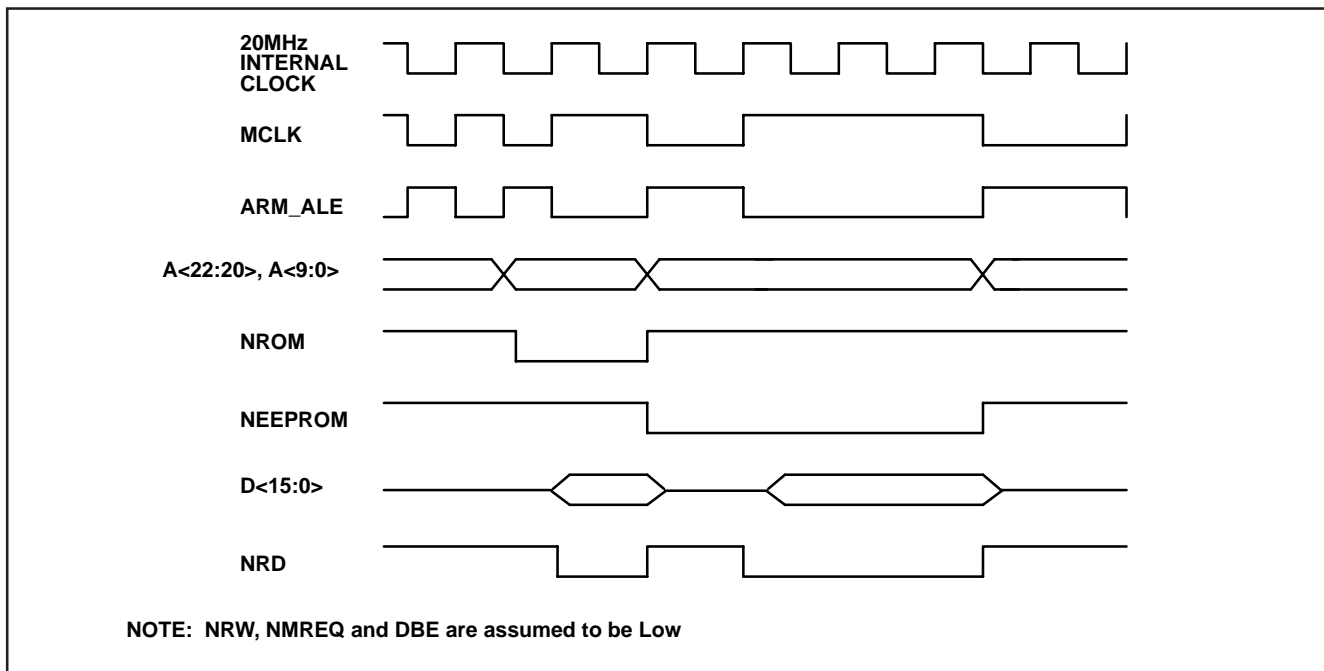 20MHz
INTERNAL
CLOCK
MCLK
ARM_ALE
A<22:20>, A<9:0>
NROM
NEEPROM
D<15:0>
NRD
NOTE: NRW, NMREQ and DBE are assumed to be Low